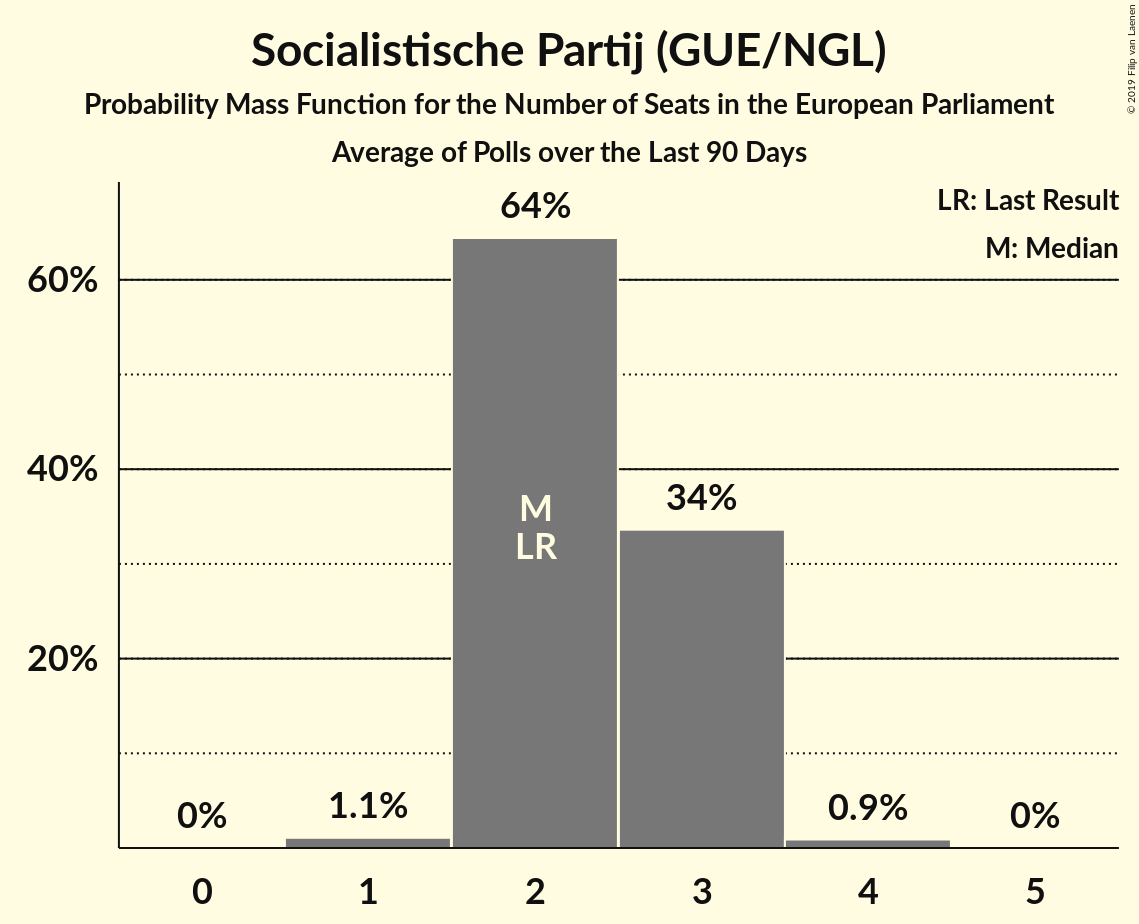 Socialistische Partij (GUE/NGL)
Probability Mass Function for the Number of Seats in the European Parliament
Average of Polls over the Last 90 Days
© 2019 Filip van Laenen
LR: Last Result
M: Median
60%
40%
20%
0%
1.1%
64%
34%
0.9%
0%
M
LR
0
1
2
3
4
5